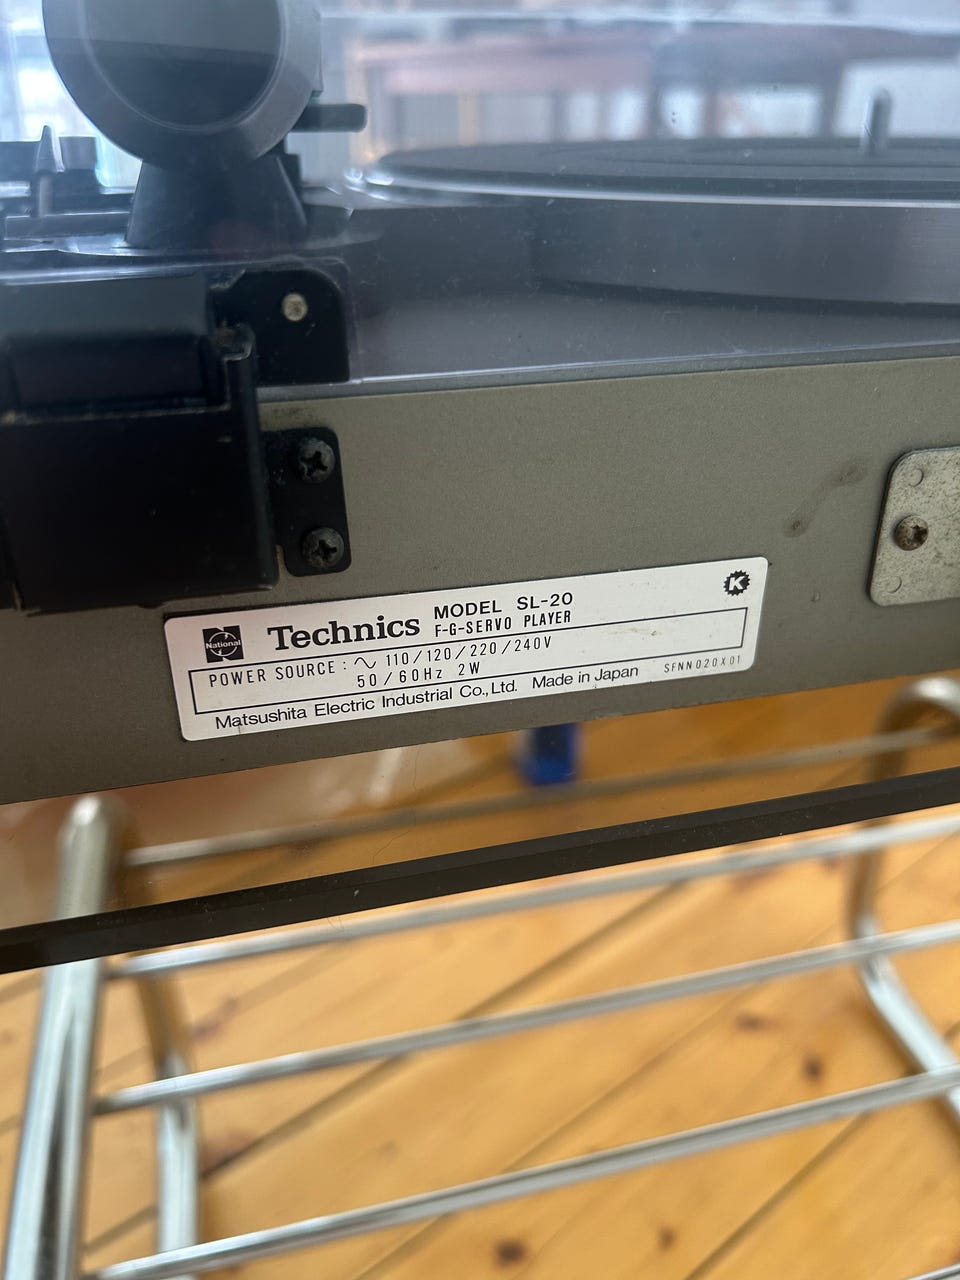 National
Technics
MODEL SL-20
F-G-SERVO PLAYER
K
POWER SOURCE : ∿ 110/120/220/240V
50/60Hz 2W
Matsushita Electric Industrial Co., Ltd. Made in Japan
SFNN020X01